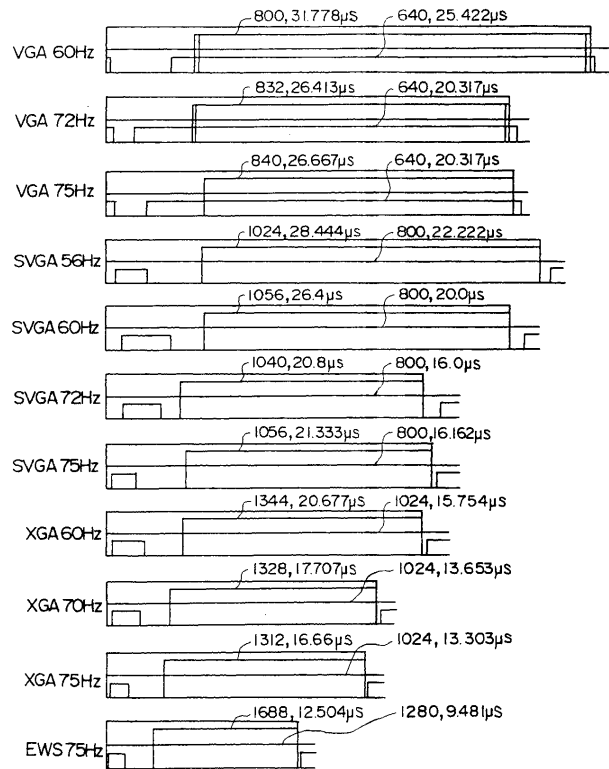 800, 31.778μs 640, 25.422μs
VGA 60Hz
832, 26.413μs 640, 20.317μs
VGA 72Hz
840, 26.667μs 640, 20.317μs
VGA 75Hz
1024, 28.444μs 800, 22.222μs
SVGA 56Hz
1056, 26.4μs 800, 20.0μs
SVGA 60Hz
1040, 20.8μs 800, 16.0μs
SVGA 72Hz
1056, 21.333μs 800, 16.162μs
SVGA 75Hz
1344, 20.677μs 1024, 15.754μs
XGA 60Hz
1328, 17.707μs 1024, 13.653μs
XGA 70Hz
1312, 16.66μs 1024, 13.303μs
XGA 75Hz
1688, 12.504μs 1280, 9.481μs
EWS 75Hz